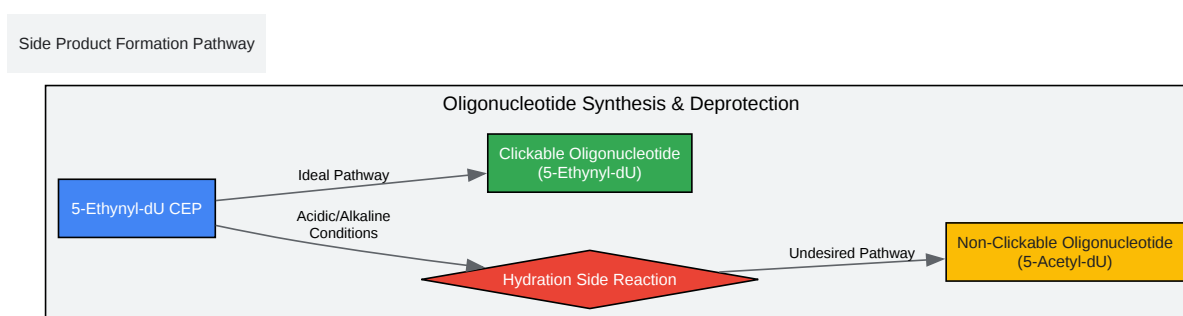 Side Product Formation Pathway
Oligonucleotide Synthesis & Deprotection
5-Ethynyl-dU CEP
Ideal Pathway
Clickable Oligonucleotide
(5-Ethynyl-dU)
Acidic/Alkaline
Conditions
Hydration Side Reaction
Undesired Pathway
Non-Clickable Oligonucleotide
(5-Acetyl-dU)